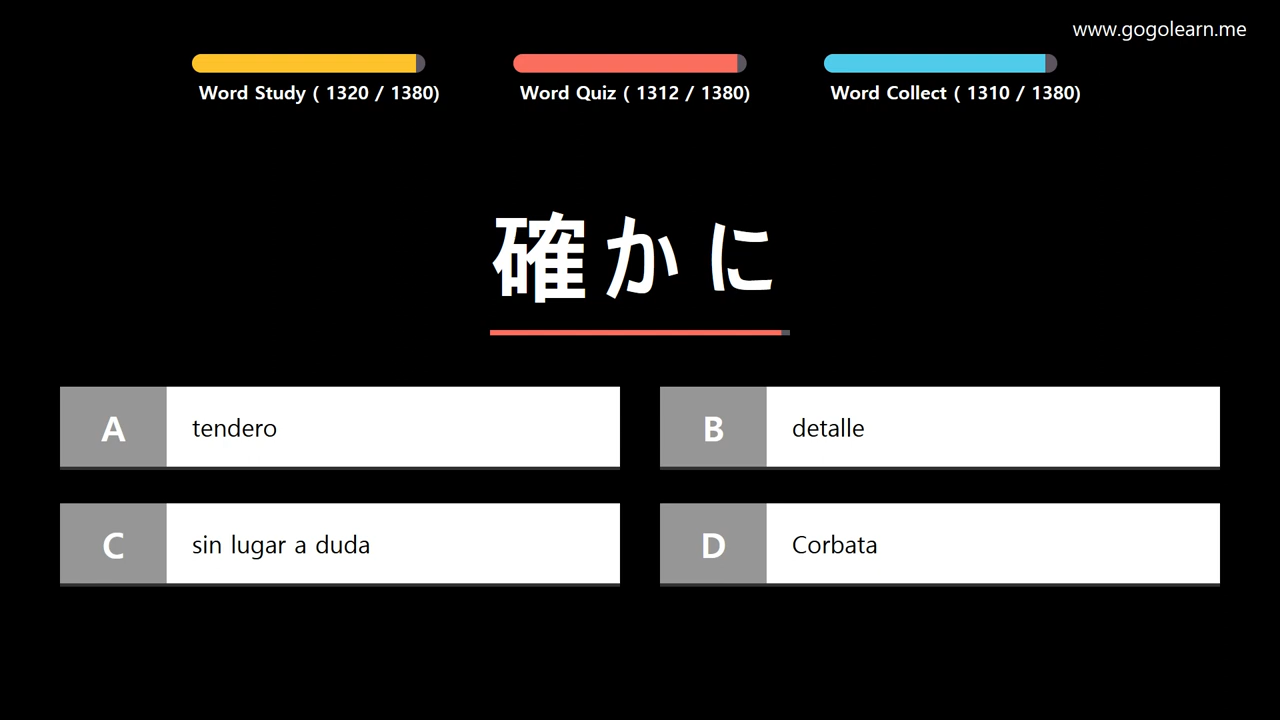 www.gogolearn.me
Word Study ( 1320 / 1380)
Word Quiz ( 1312 / 1380)
Word Collect ( 1310 / 1380)
確かに
A tendero
B detalle
C sin lugar a duda
D Corbata